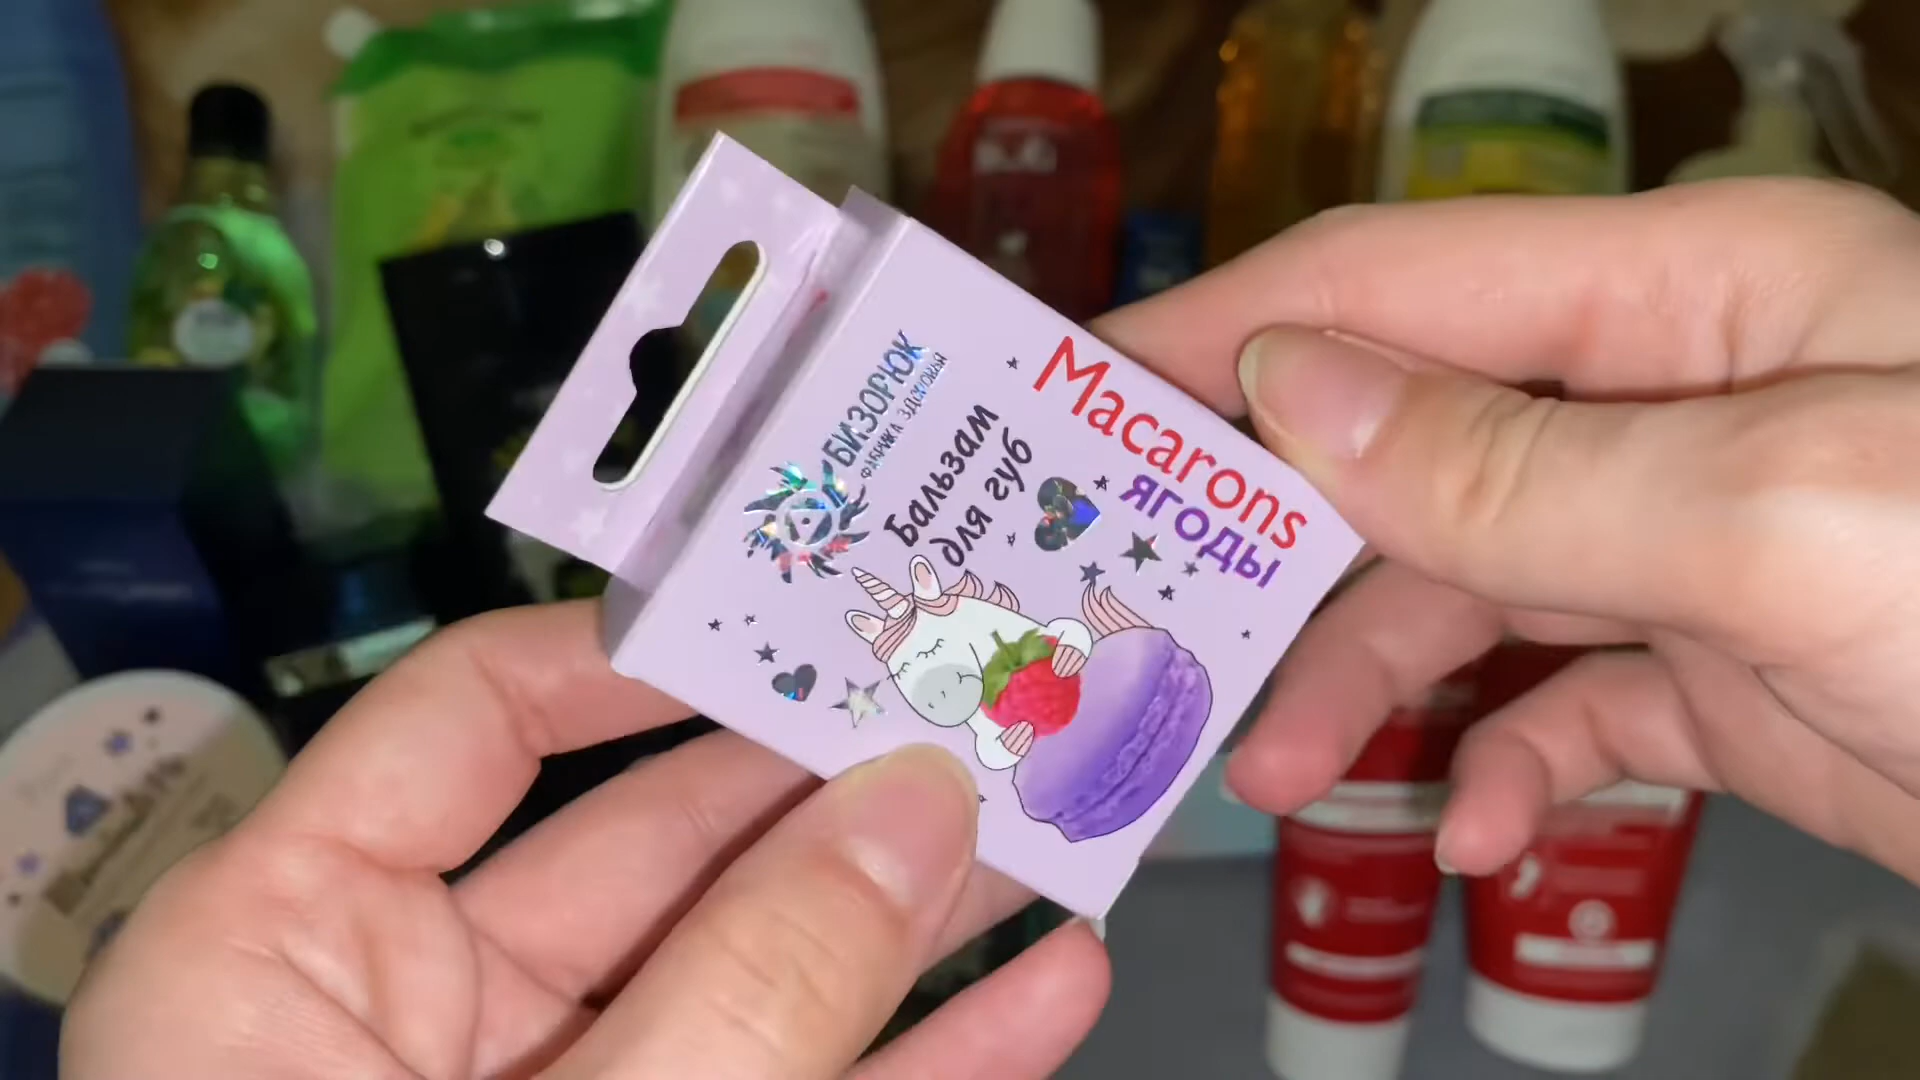 БИЗОРЮК
ФАБРИКА ЗДОРОВЬЯ
Бальзам
для губ
Macarons
ЯГОДЫ